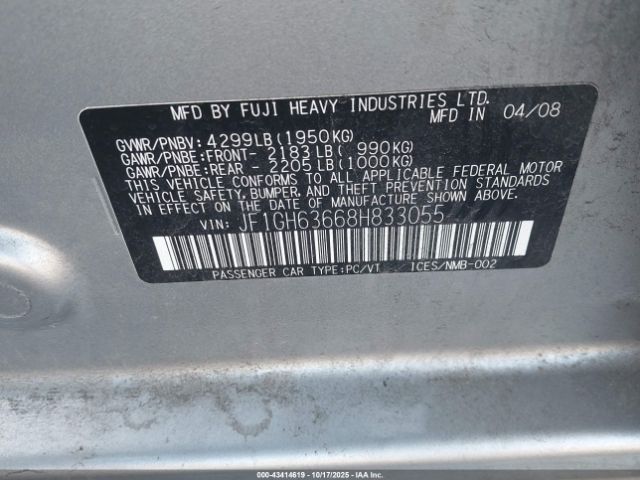 MFD BY FUJI HEAVY INDUSTRIES LTD.
MFD IN 04/08
GVWR/PNBV: 4299LB(1950KG)
GAWR/PNBE:FRONT- 2183LB( 990KG)
GAWR/PNBE:REAR - 2205LB(1000KG)
THIS VEHICLE CONFORMS TO ALL APPLICABLE FEDERAL MOTOR
VEHICLE SAFETY, BUMPER, AND THEFT PREVENTION STANDARDS
IN EFFECT ON THE DATE OF MANUFACTURE SHOWN ABOVE.
VIN: JF1GH63668H833055
PASSENGER CAR TYPE:PC/VT ICES/NMB-002
000-43414619 | 10/17/2025 | IAA